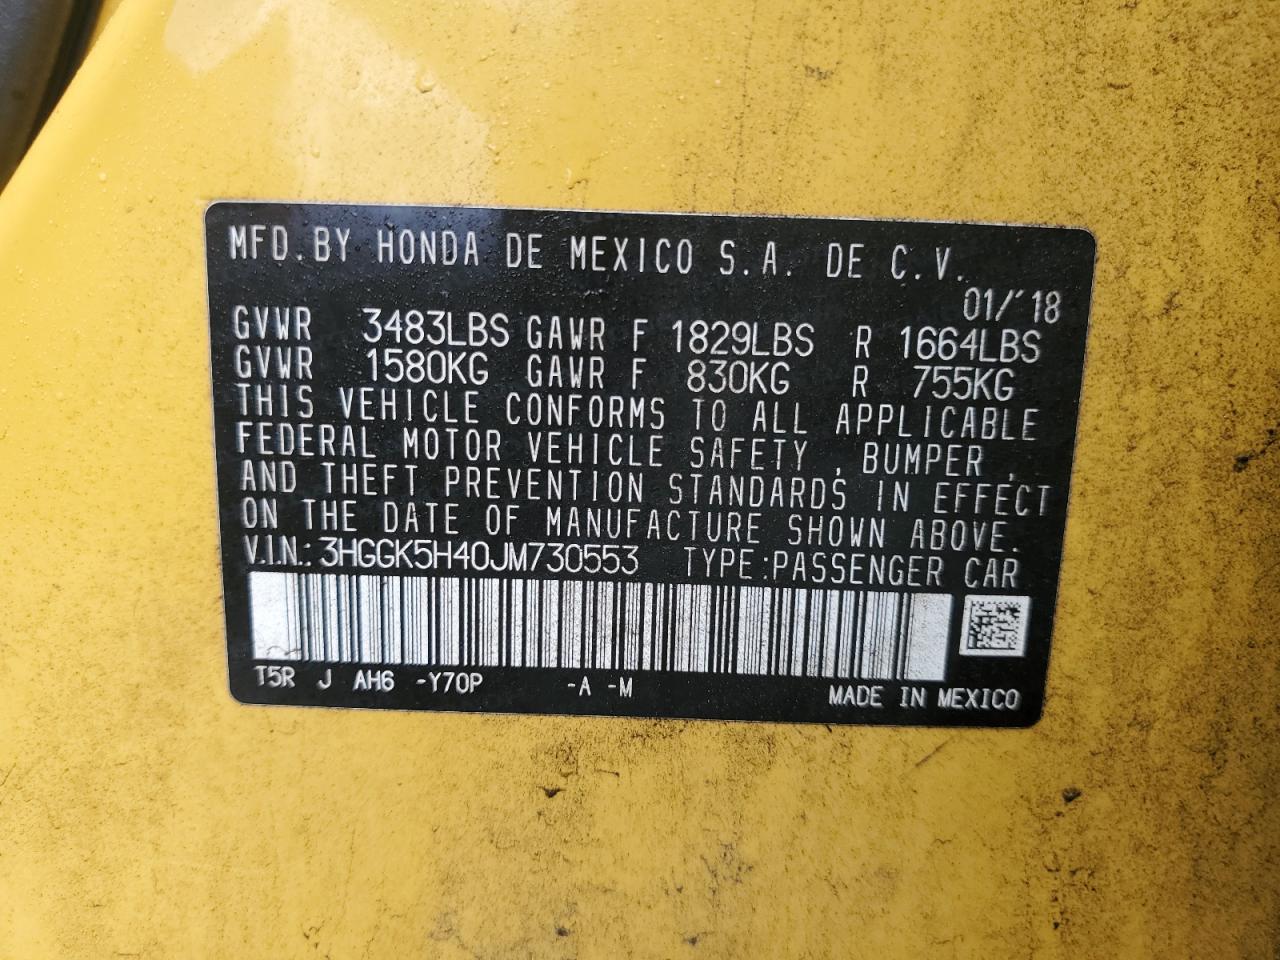 MFD.BY HONDA DE MEXICO S.A. DE C.V.
01/'18
GVWR 3483LBS GAWR F 1829LBS R 1664LBS
GVWR 1580KG GAWR F 830KG R 755KG
THIS VEHICLE CONFORMS TO ALL APPLICABLE
FEDERAL MOTOR VEHICLE SAFETY , BUMPER ,
AND THEFT PREVENTION STANDARDS IN EFFECT
ON THE DATE OF MANUFACTURE SHOWN ABOVE.
V.I.N.: 3HGGK5H40JM730553 TYPE:PASSENGER CAR
T5R J AH6 -Y70P -A -M
MADE IN MEXICO